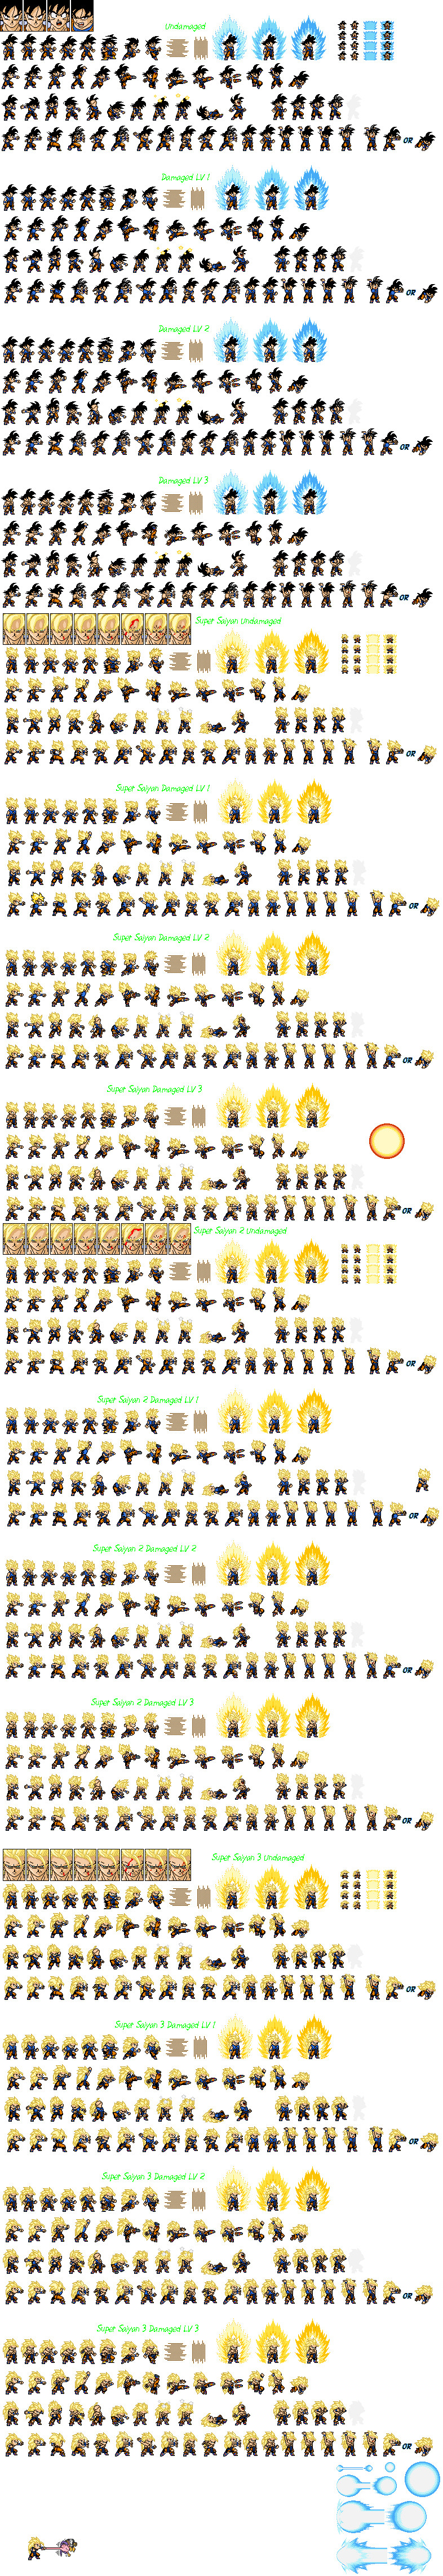 Undamaged
OR
Damaged LV 1
OR
Damaged LV 2
OR
Damaged LV 3
OR
Super Saiyan Undamaged
OR
Super Saiyan Damaged LV 1
OR
Super Saiyan Damaged LV 2
OR
Super Saiyan Damaged LV 3
OR
Super Saiyan 2 Undamaged
OR
Super Saiyan 2 Damaged LV 1
OR
Super Saiyan 2 Damaged LV 2
OR
Super Saiyan 2 Damaged LV 3
OR
Super Saiyan 3 Undamaged
OR
Super Saiyan 3 Damaged LV 1
OR
Super Saiyan 3 Damaged LV 2
OR
Super Saiyan 3 Damaged LV 3
OR